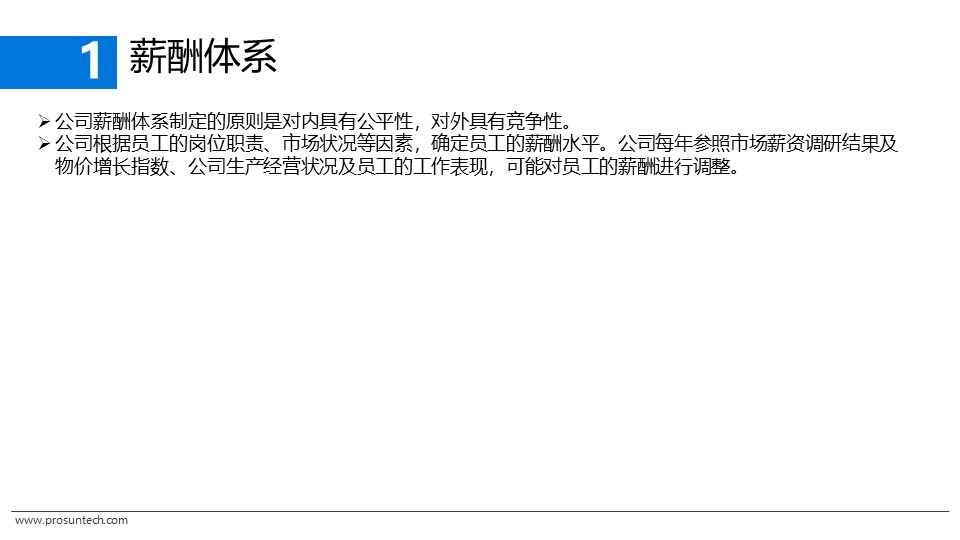 1 薪酬体系
➢ 公司薪酬体系制定的原则是对内具有公平性，对外具有竞争性。
➢ 公司根据员工的岗位职责、市场状况等因素，确定员工的薪酬水平。公司每年参照市场薪资调研结果及
物价增长指数、公司生产经营状况及员工的工作表现，可能对员工的薪酬进行调整。
www.prosuntech.com